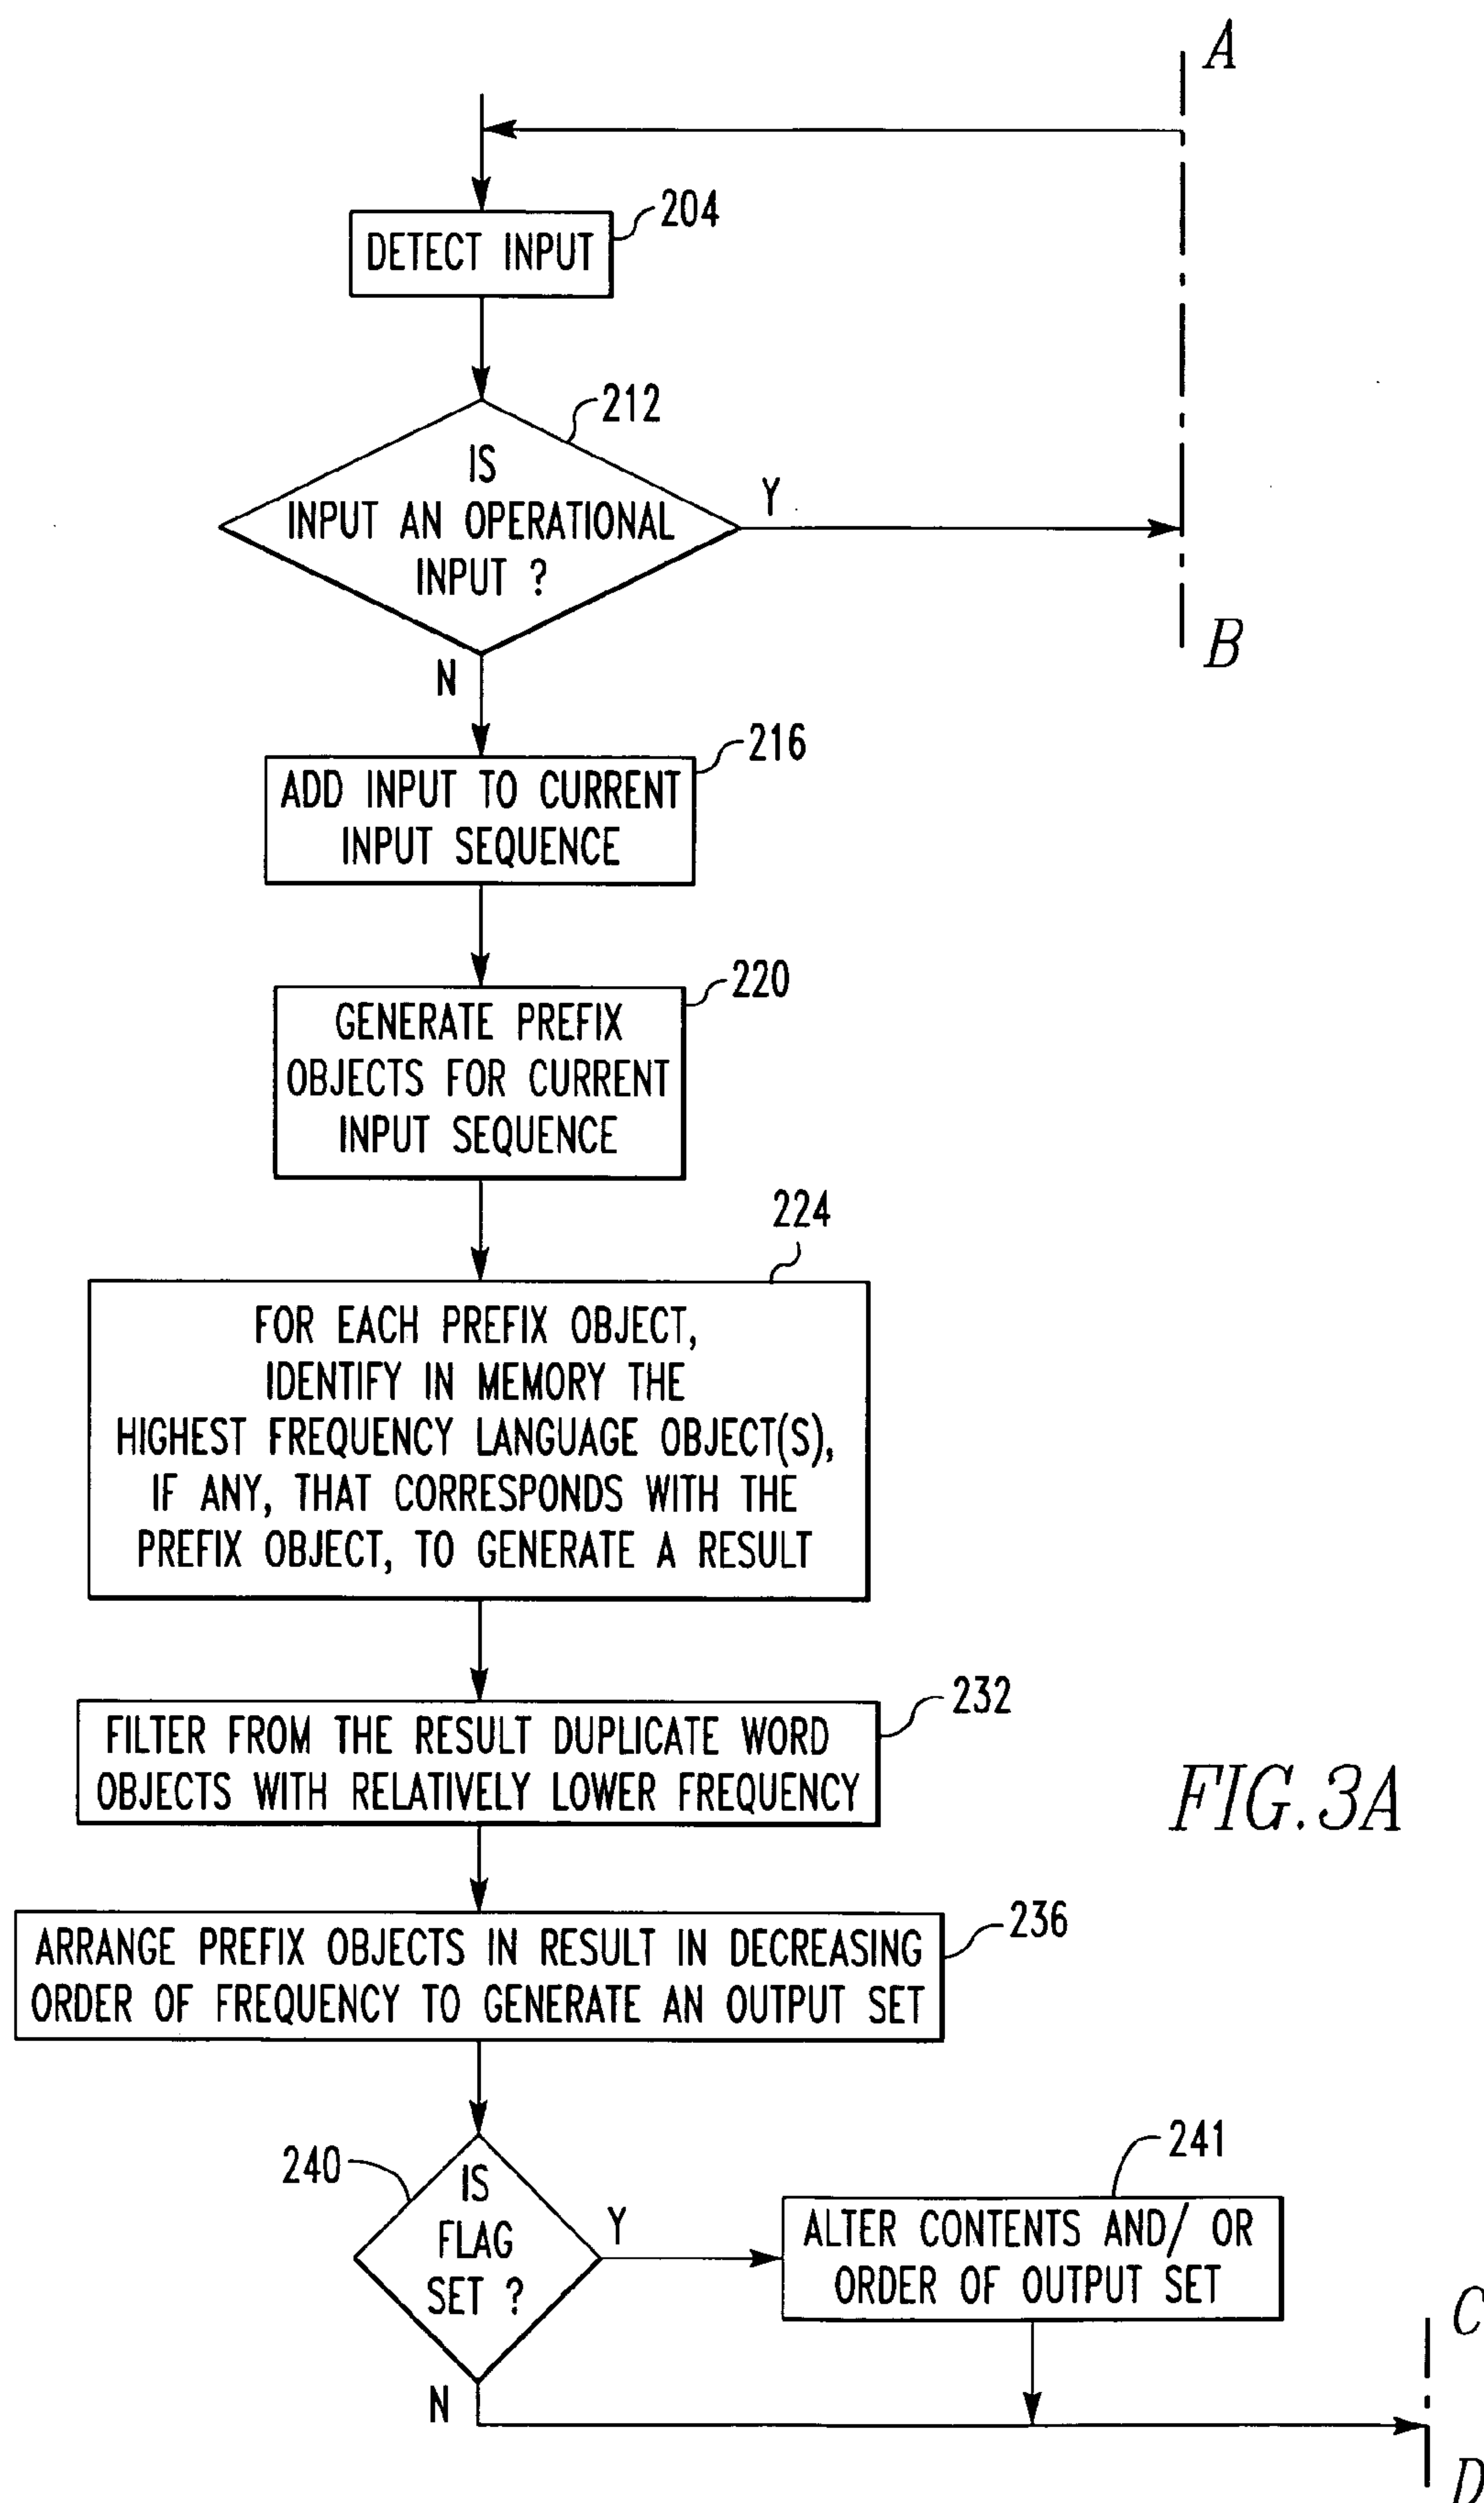 A
204
DETECT INPUT
212
IS
INPUT AN OPERATIONAL
INPUT ?
Y
B
N
216
ADD INPUT TO CURRENT
INPUT SEQUENCE
220
GENERATE PREFIX
OBJECTS FOR CURRENT
INPUT SEQUENCE
224
FOR EACH PREFIX OBJECT,
IDENTIFY IN MEMORY THE
HIGHEST FREQUENCY LANGUAGE OBJECT(S),
IF ANY, THAT CORRESPONDS WITH THE
PREFIX OBJECT, TO GENERATE A RESULT
232
FILTER FROM THE RESULT DUPLICATE WORD
OBJECTS WITH RELATIVELY LOWER FREQUENCY
FIG. 3A
236
ARRANGE PREFIX OBJECTS IN RESULT IN DECREASING
ORDER OF FREQUENCY TO GENERATE AN OUTPUT SET
240
IS
FLAG
SET ?
Y
241
ALTER CONTENTS AND/ OR
ORDER OF OUTPUT SET
C
N
D